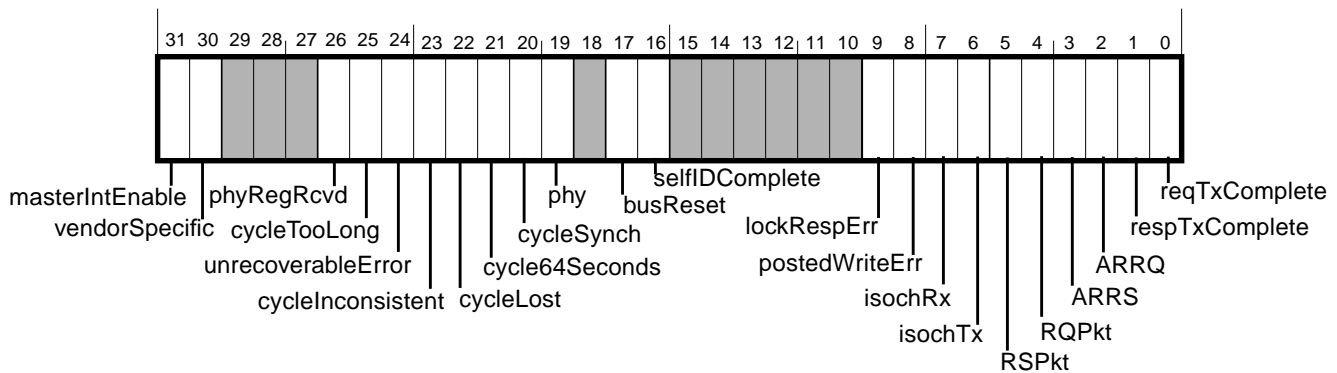 31 30 29 28 27 26 25 24 23 22 21 20 19 18 17 16 15 14 13 12 11 10 9 8 7 6 5 4 3 2 1 0
masterIntEnable
vendorSpecific
phyRegRcvd
cycleTooLong
unrecoverableError
cycleInconsistent
cycleLost
cycle64Seconds
cycleSynch
phy
busReset
selfIDComplete
lockRespErr
postedWriteErr
isochRx
isochTx
RSPkt
RQPkt
ARRS
ARRQ
respTxComplete
reqTxComplete